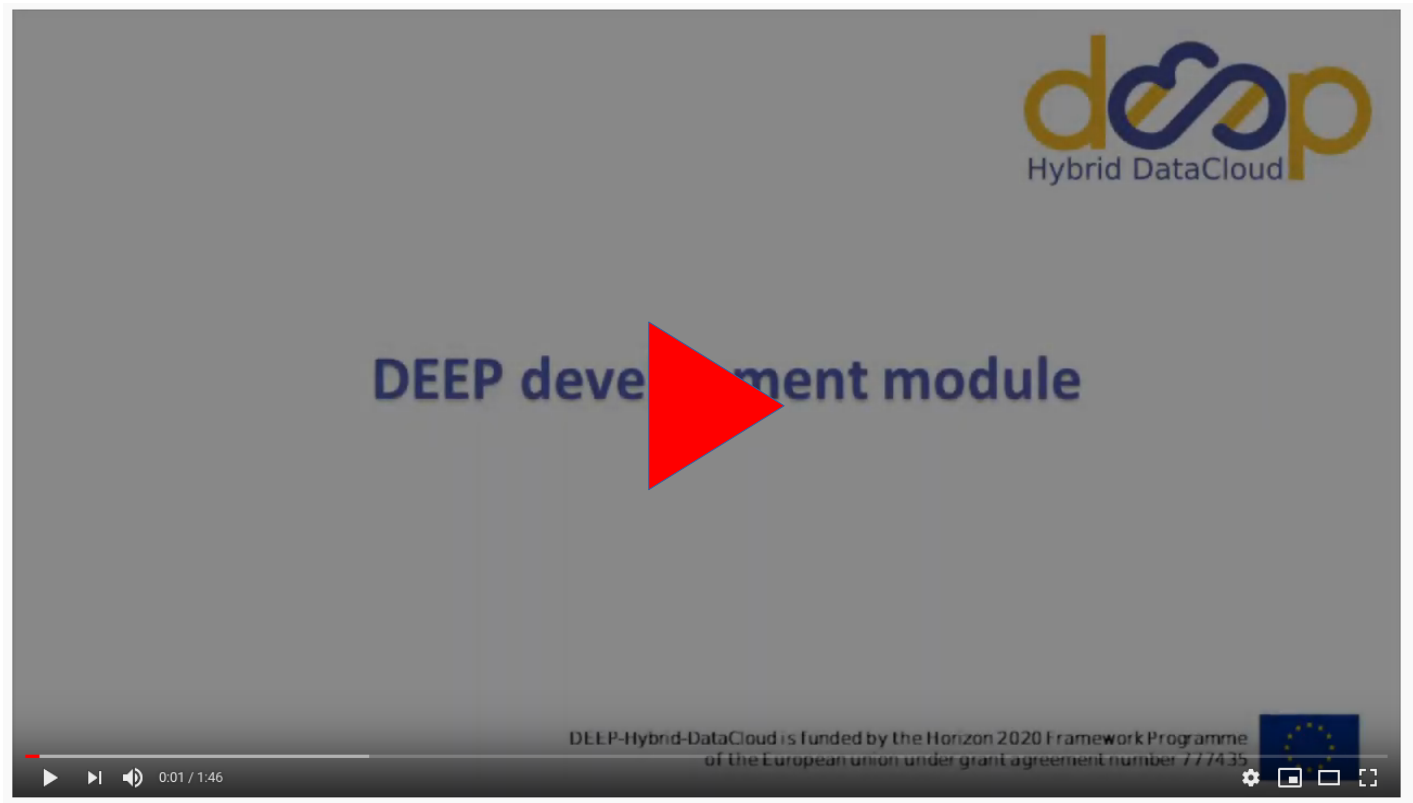 deep
Hybrid DataCloud
DEEP deve ment module
DEEP-Hybrid-DataCloud is funded by the Horizon 2020 Framework Programme
of the European union under grant agreement number 777435
0:01 / 1:46